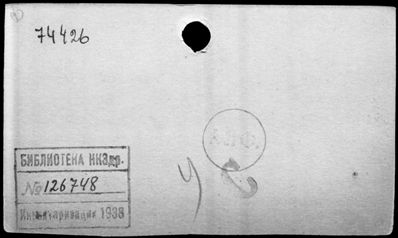 74426
БИБЛИОТЕКА НКЗдр.
№ 126748
Инвентаризация 1938